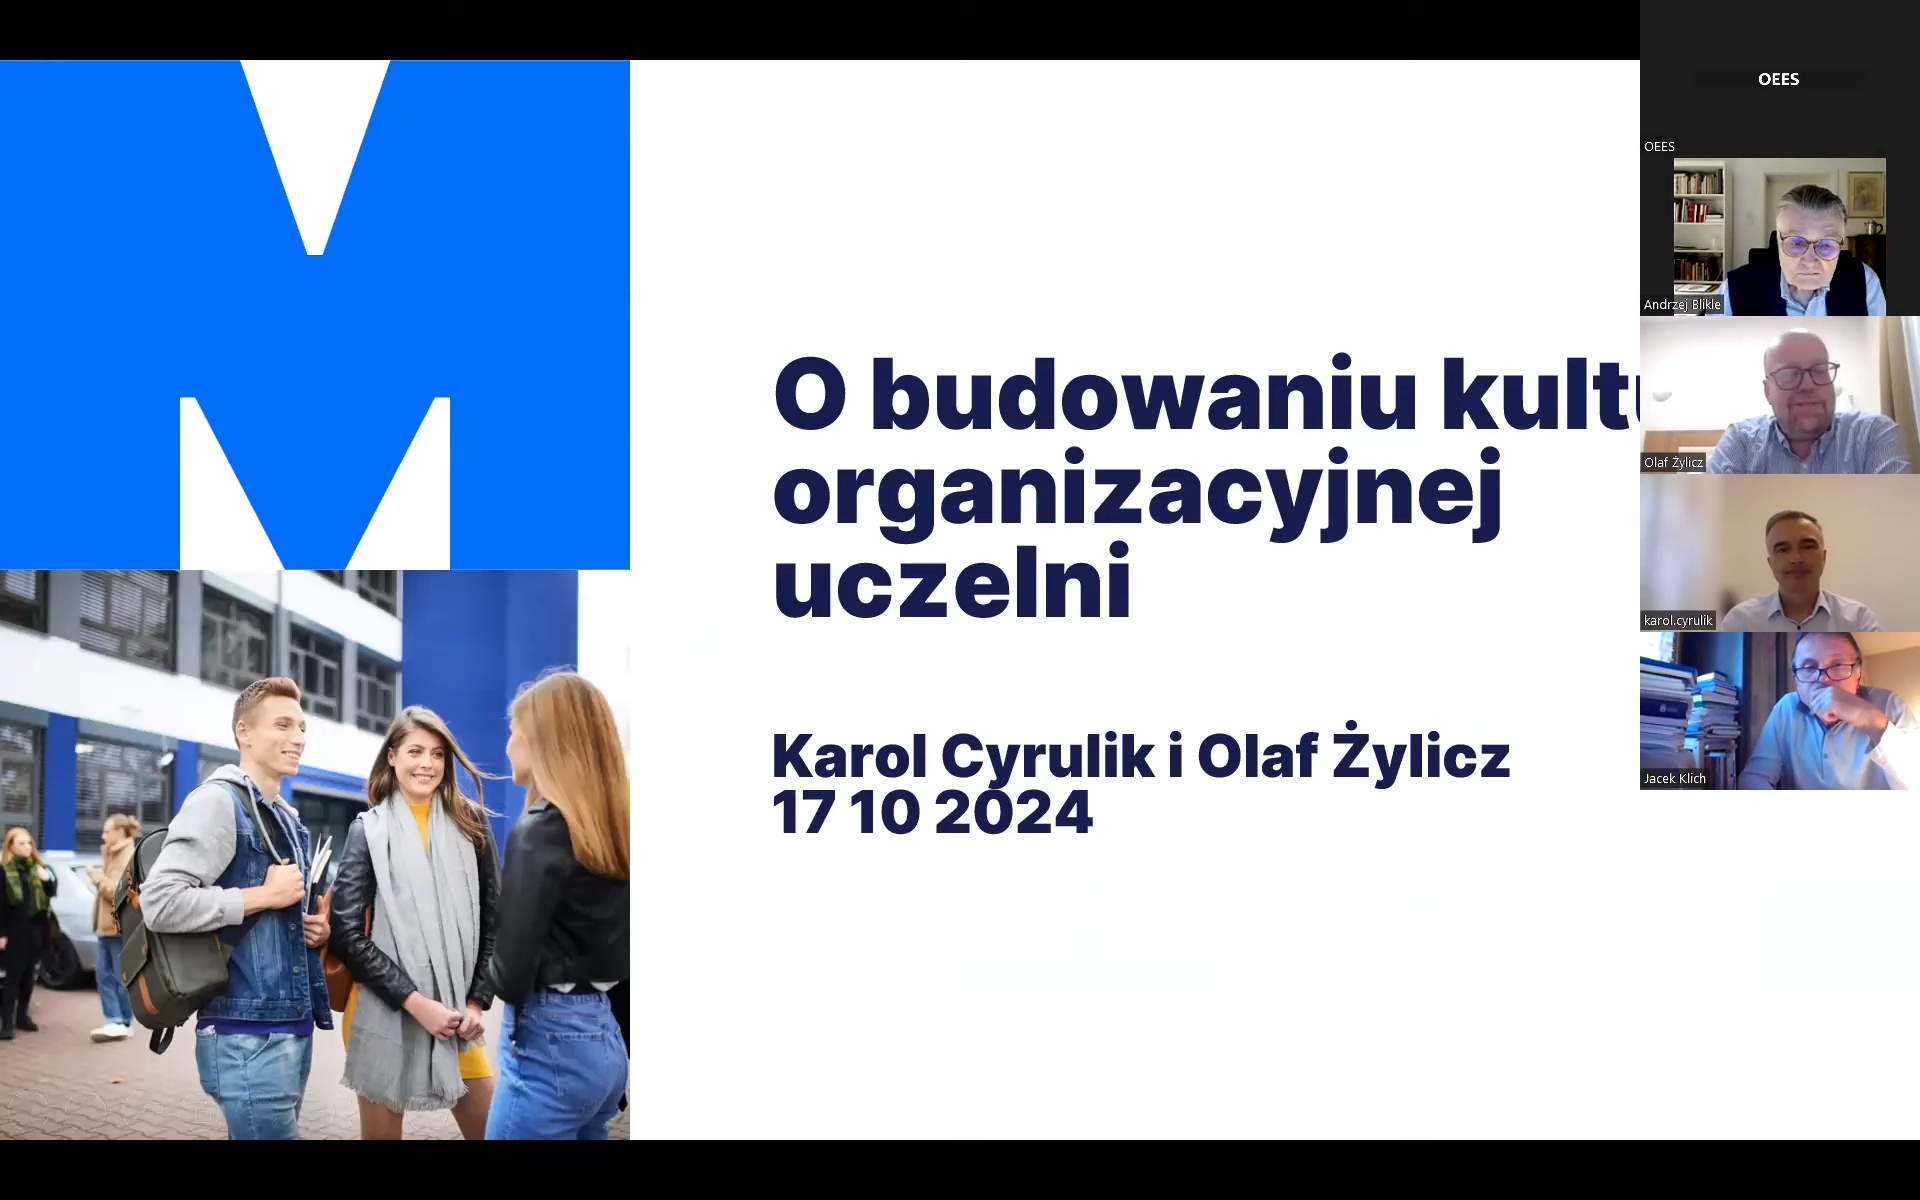 O budowaniu kultu
organizacyjnej
uczelni
Karol Cyrulik i Olaf Żylicz
17 10 2024
OEES
OEES
Andrzej Blikle
Olaf Żylicz
karol.cyrulik
Jacek Klich